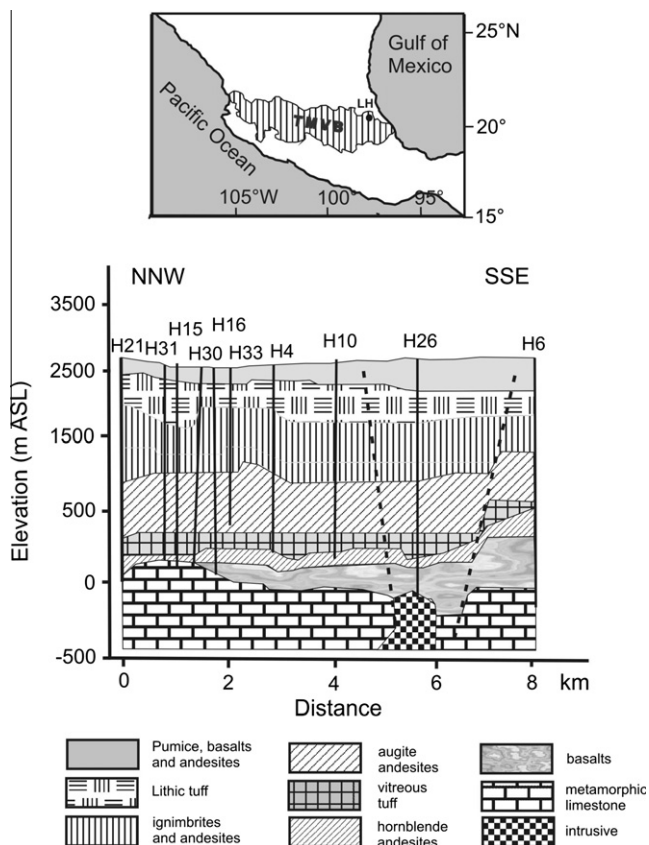 25°N
Gulf of
Mexico
LH
TMVB
20°
Pacific Ocean
105°W 100° 95°
15°
NNW SSE
3500
H15 H16
H21 H31 H30 H33 H4 H10 H26 H6
2500
1500
500
0
-500
Elevation (m ASL)
0 2 4 6 8 km
Distance
Pumice, basalts
and andesites
Lithic tuff
ignimbrites
and andesites
augite
andesites
vitreous
tuff
hornblende
andesites
basalts
metamorphic
limestone
intrusive